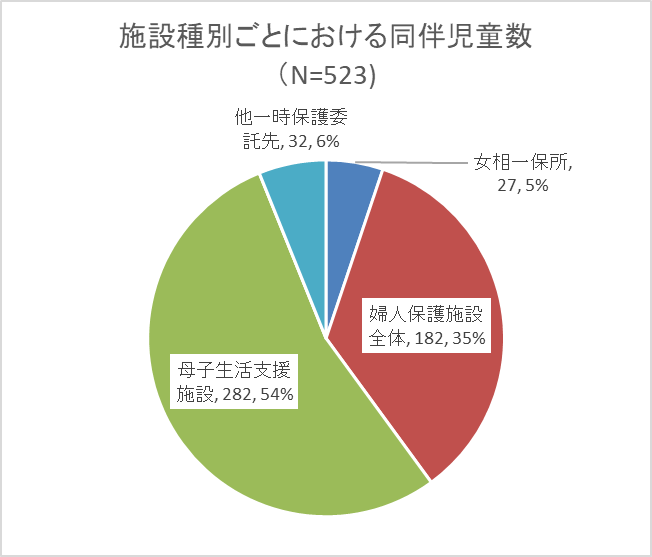 施設種別ごとにおける同伴児童数
（N=523)
他一時保護委
託先, 32, 6%
女相一保所,
27, 5%
婦人保護施設
全体, 182, 35%
母子生活支援
施設, 282, 54%